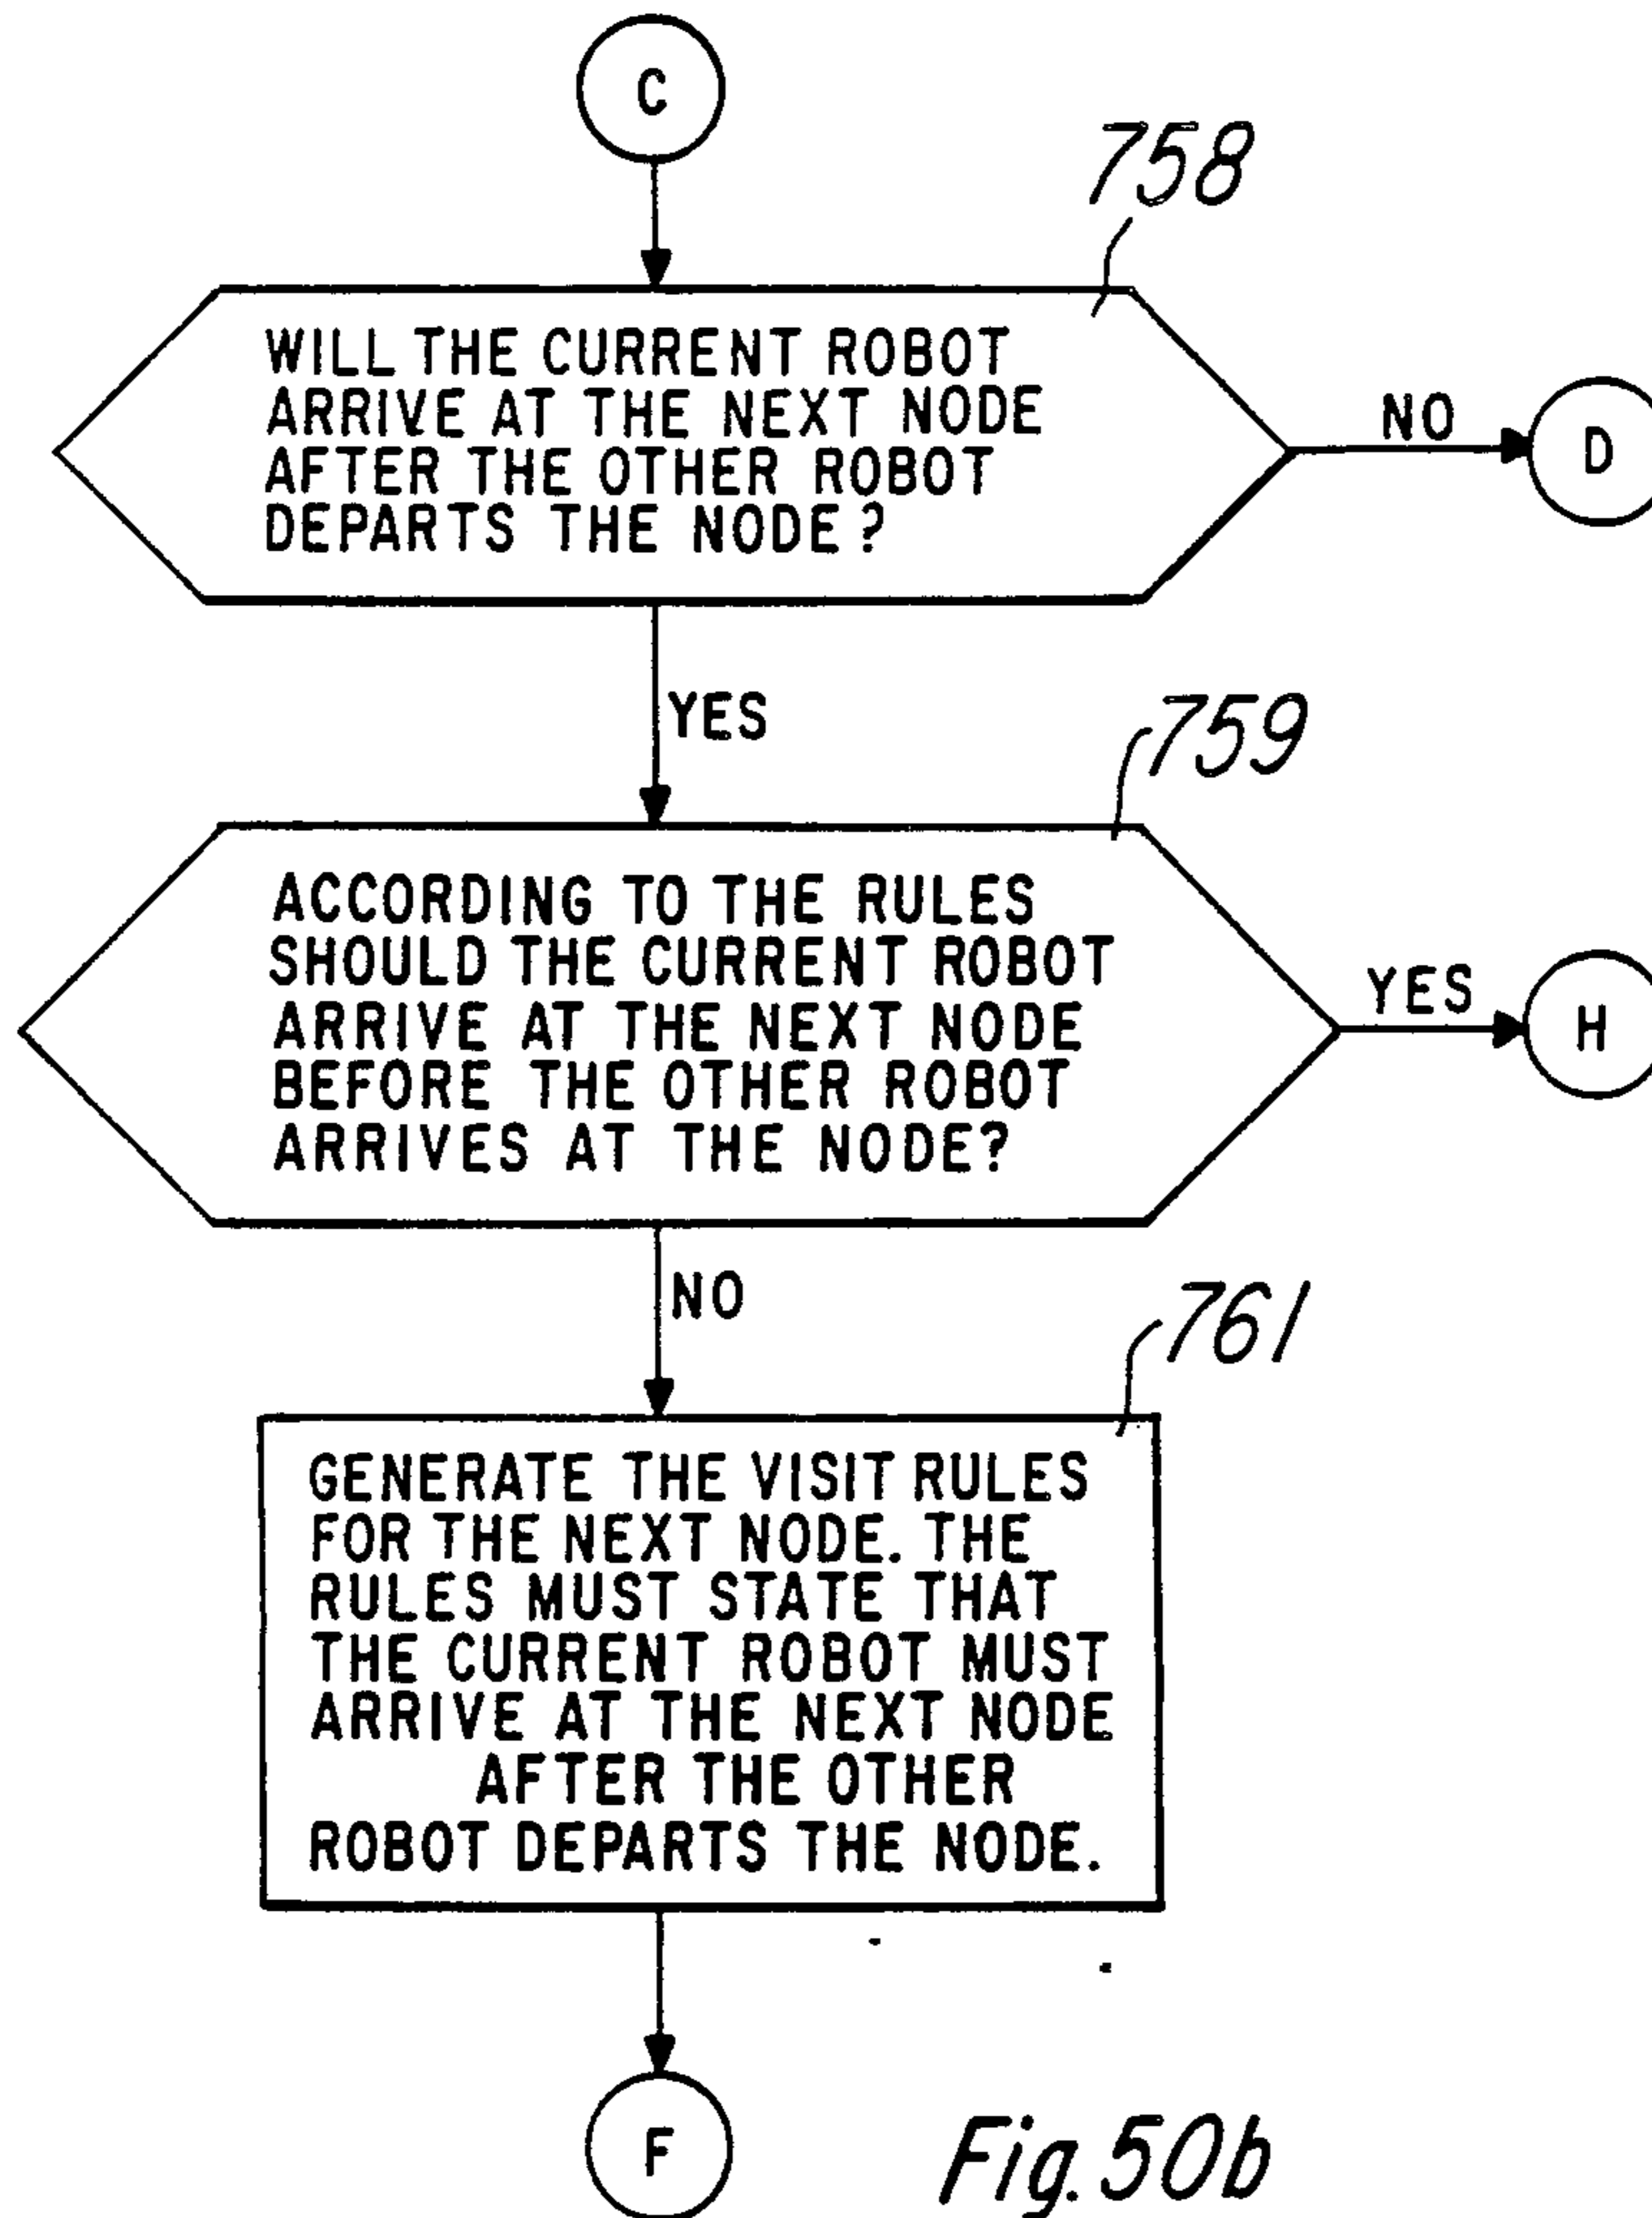 C
758
WILL THE CURRENT ROBOT
ARRIVE AT THE NEXT NODE
AFTER THE OTHER ROBOT
DEPARTS THE NODE?
NO
D
YES
759
ACCORDING TO THE RULES
SHOULD THE CURRENT ROBOT
ARRIVE AT THE NEXT NODE
BEFORE THE OTHER ROBOT
ARRIVES AT THE NODE?
YES
H
NO
761
GENERATE THE VISIT RULES
FOR THE NEXT NODE. THE
RULES MUST STATE THAT
THE CURRENT ROBOT MUST
ARRIVE AT THE NEXT NODE
AFTER THE OTHER
ROBOT DEPARTS THE NODE.
F
Fig. 50b